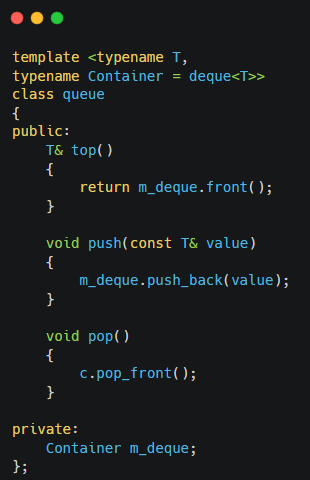 template <typename T,
typename Container = deque<T>>
class queue
{
public:
    T& top()
    {
        return m_deque.front();
    }

    void push(const T& value)
    {
        m_deque.push_back(value);
    }

    void pop()
    {
        c.pop_front();
    }

private:
    Container m_deque;
};